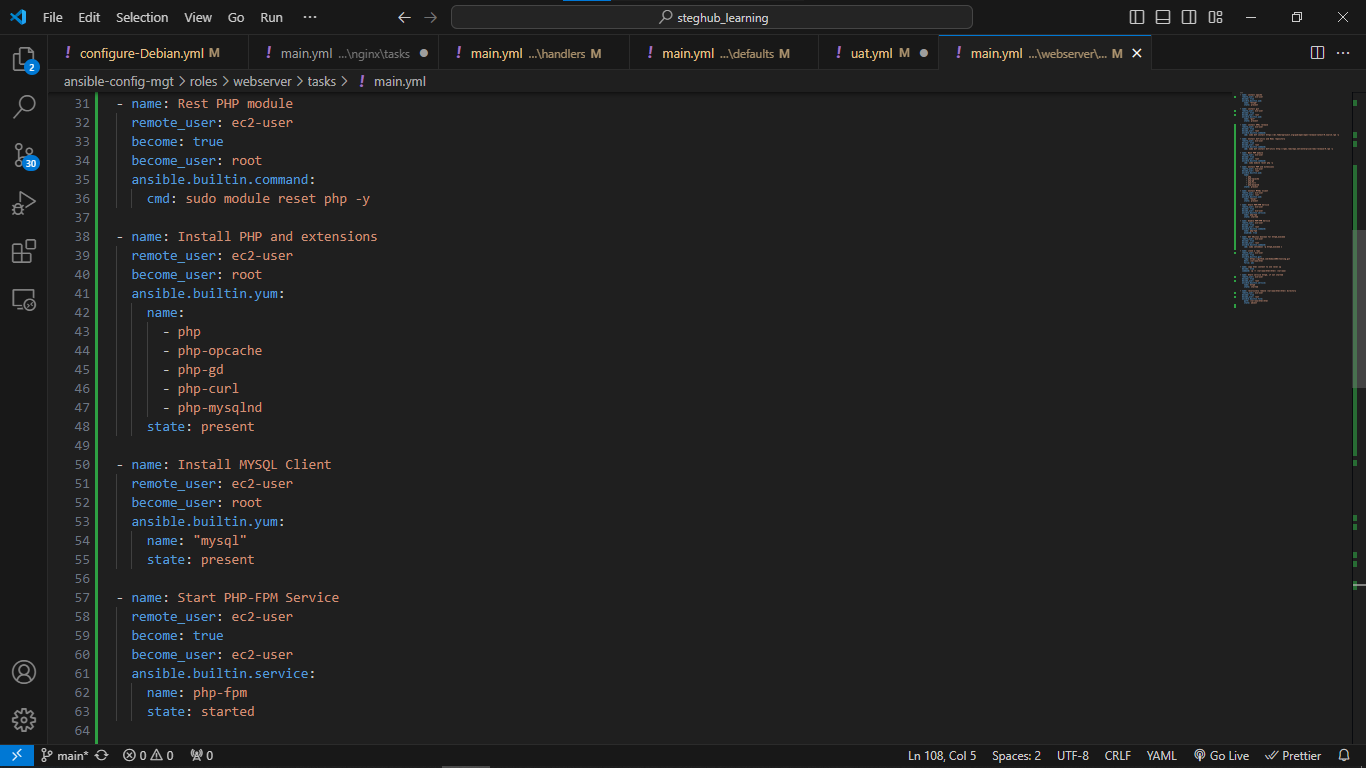 File Edit Selection View Go Run ··· steghub_learning
configure-Debian.yml M main.yml ...\nginx\tasks main.yml ...\handlers M main.yml ...\defaults M uat.yml M main.yml ...\webserver\... M
ansible-config-mgt > roles > webserver > tasks > ! main.yml
2
30
31 - name: Rest PHP module
32 remote_user: ec2-user
33 become: true
34 become_user: root
35 ansible.builtin.command:
36 cmd: sudo module reset php -y
37
38 - name: Install PHP and extensions
39 remote_user: ec2-user
40 become_user: root
41 ansible.builtin.yum:
42 name:
43 - php
44 - php-opcache
45 - php-gd
46 - php-curl
47 - php-mysqlnd
48 state: present
49
50 - name: Install MYSQL Client
51 remote_user: ec2-user
52 become_user: root
53 ansible.builtin.yum:
54 name: "mysql"
55 state: present
56
57 - name: Start PHP-FPM Service
58 remote_user: ec2-user
59 become: true
60 become_user: ec2-user
61 ansible.builtin.service:
62 name: php-fpm
63 state: started
64
main* 0 0 0 Ln 108, Col 5 Spaces: 2 UTF-8 CRLF YAML Go Live Prettier